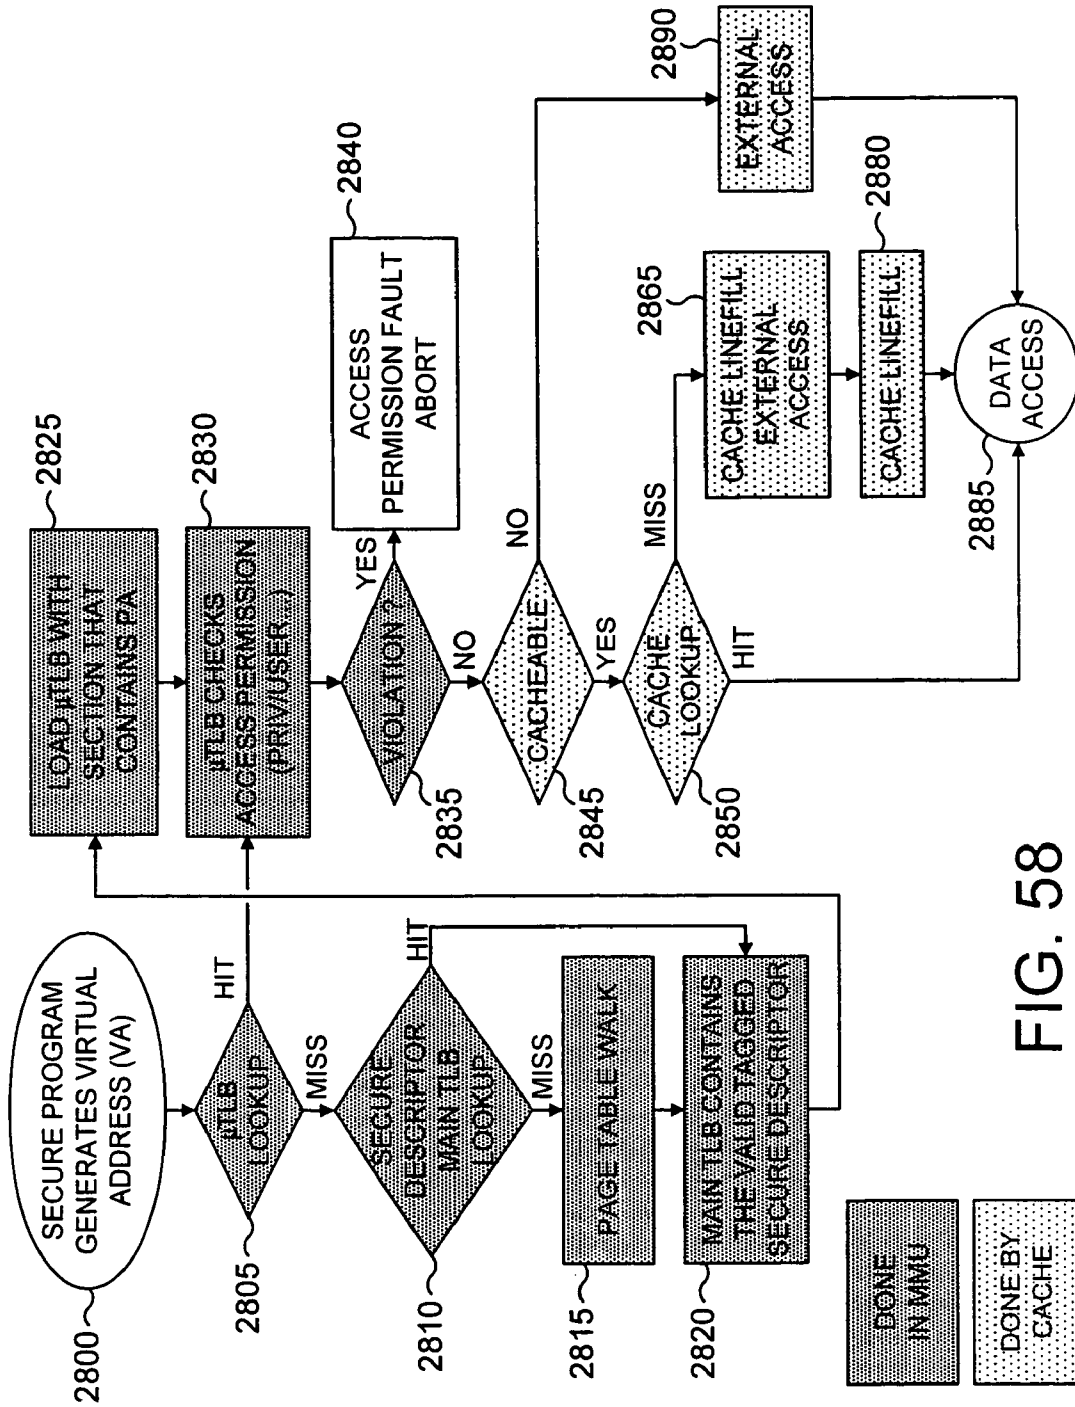 2800
SECURE PROGRAM
GENERATES VIRTUAL
ADDRESS (VA)
2805
µTLB
LOOKUP
HIT
MISS
2810
SECURE
DESCRIPTOR
MAIN TLB
LOOKUP
HIT
MISS
2815
PAGE TABLE WALK
2820
MAIN TLB CONTAINS
THE VALID TAGGED
SECURE DESCRIPTOR
2825
LOAD µTLB WITH
SECTION THAT
CONTAINS PA
2830
µTLB CHECKS
ACCESS PERMISSION
(PRIV/USER...)
2835
VIOLATION ?
YES
NO
2840
ACCESS
PERMISSION FAULT
ABORT
2845
CACHEABLE
NO
YES
2850
CACHE
LOOKUP
MISS
HIT
2865
CACHE LINEFILL
EXTERNAL
ACCESS
2880
CACHE LINEFILL
2890
EXTERNAL
ACCESS
2885
DATA
ACCESS
DONE
IN MMU
DONE BY
CACHE
FIG. 58